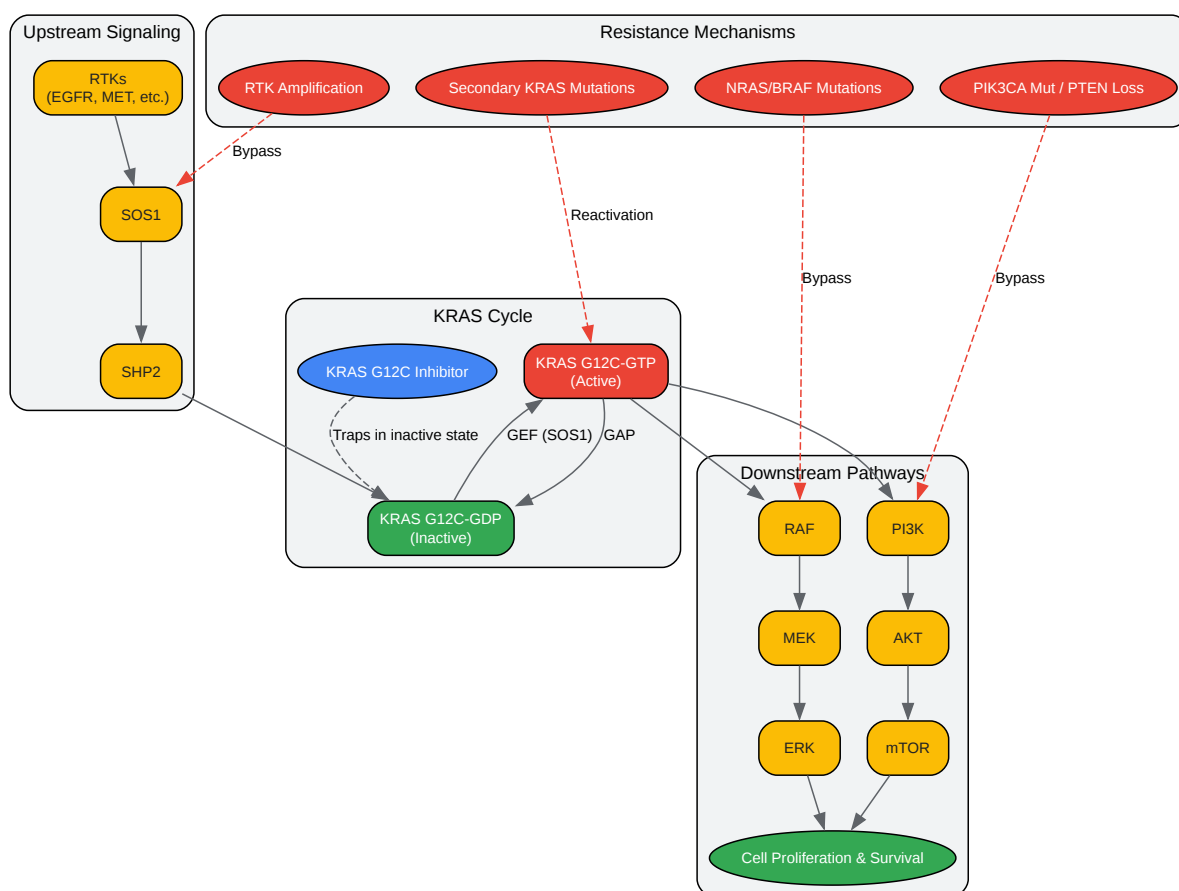 Upstream Signaling
Resistance Mechanisms
RTKs
(EGFR, MET, etc.)
RTK Amplification
Secondary KRAS Mutations
NRAS/BRAF Mutations
PIK3CA Mut / PTEN Loss
Bypass
SOS1
Reactivation
Bypass
Bypass
KRAS Cycle
SHP2
KRAS G12C Inhibitor
KRAS G12C-GTP
(Active)
Traps in inactive state
GEF (SOS1)
GAP
Downstream Pathways
KRAS G12C-GDP
(Inactive)
RAF
PI3K
MEK
AKT
ERK
mTOR
Cell Proliferation & Survival